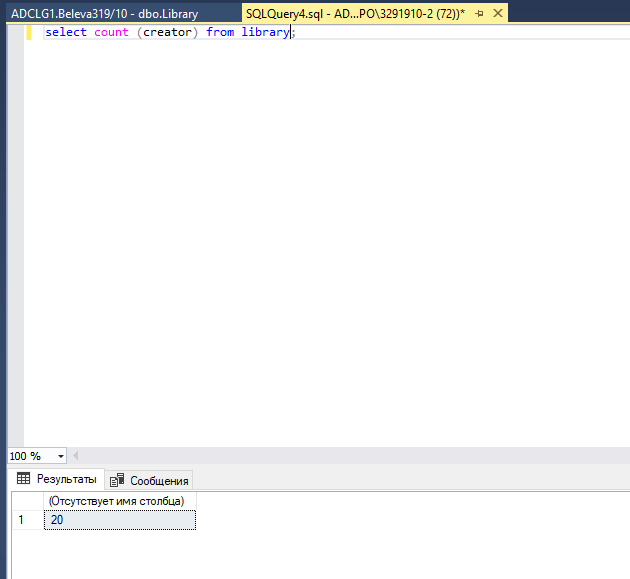 ADCLG1.Beleva319/10 - dbo.Library
SQLQuery4.sql - AD...PO\3291910-2 (72))*
select count (creator) from library;
100 %
Результаты
Сообщения
(Отсутствует имя столбца)
1
20